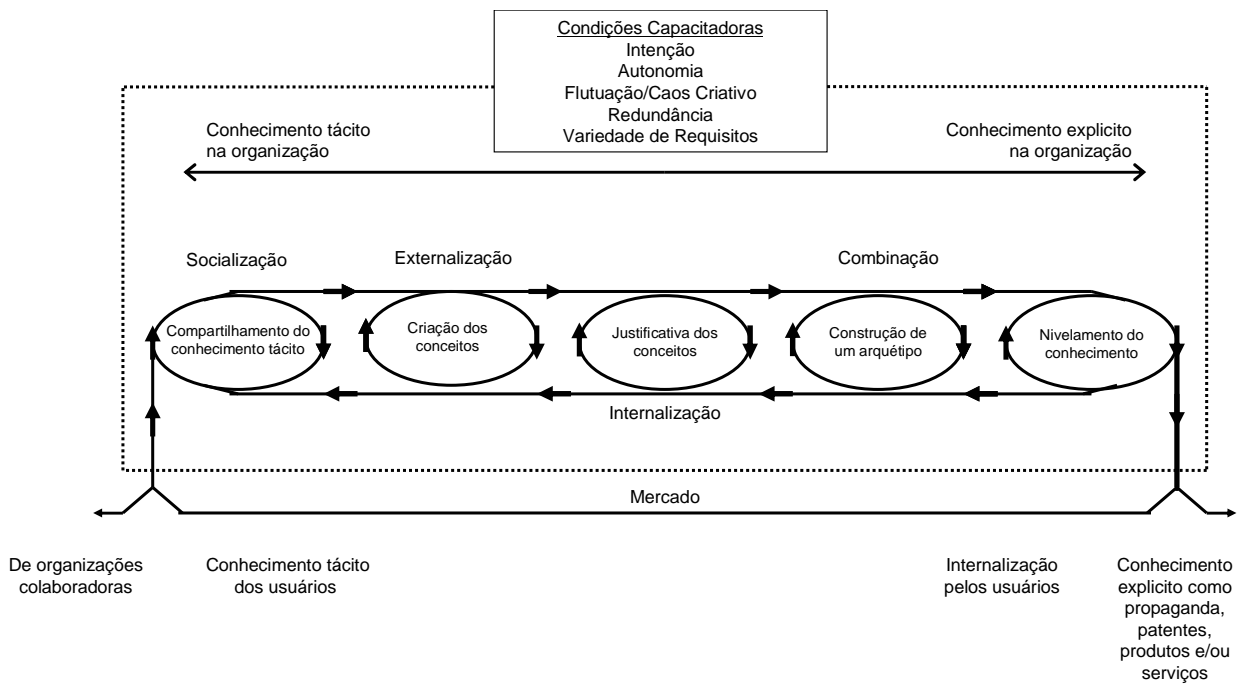 Condições Capacitadoras
Intenção
Autonomia
Flutuação/Caos Criativo
Redundância
Variedade de Requisitos
Conhecimento tácito
na organização
Conhecimento explicito
na organização
Socialização
Externalização
Combinação
Compartilhamento do
conhecimento tácito
Criação dos
conceitos
Justificativa dos
conceitos
Construção de
um arquétipo
Nivelamento do
conhecimento
Internalização
Mercado
De organizações
colaboradoras
Conhecimento tácito
dos usuários
Internalização
pelos usuários
Conhecimento
explicito como
propaganda,
patentes,
produtos e/ou
serviços